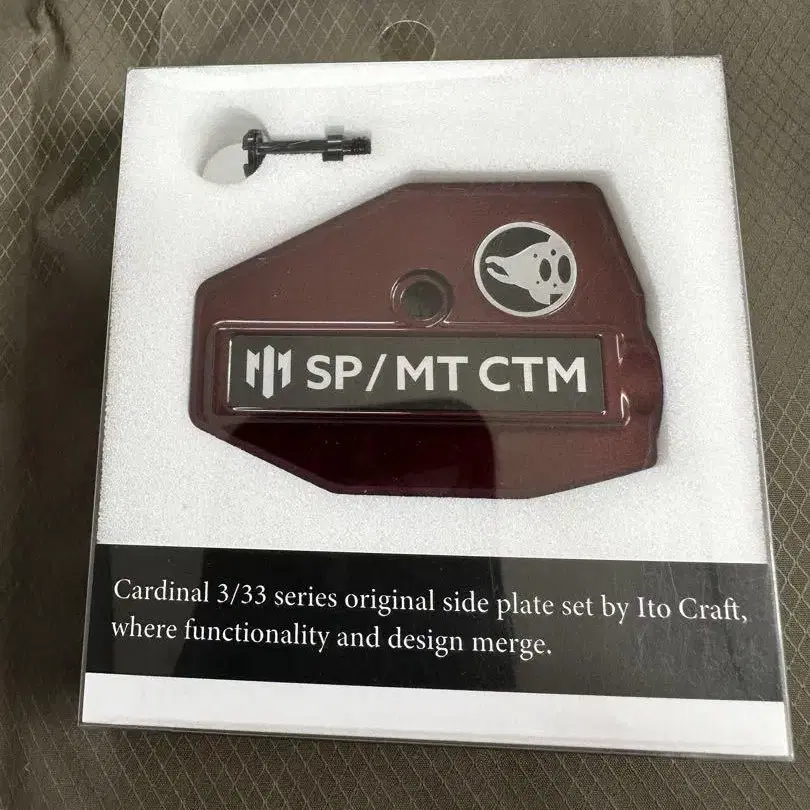 SP/MT CTM
Cardinal 3/33 series original side plate set by Ito Craft,
where functionality and design merge.